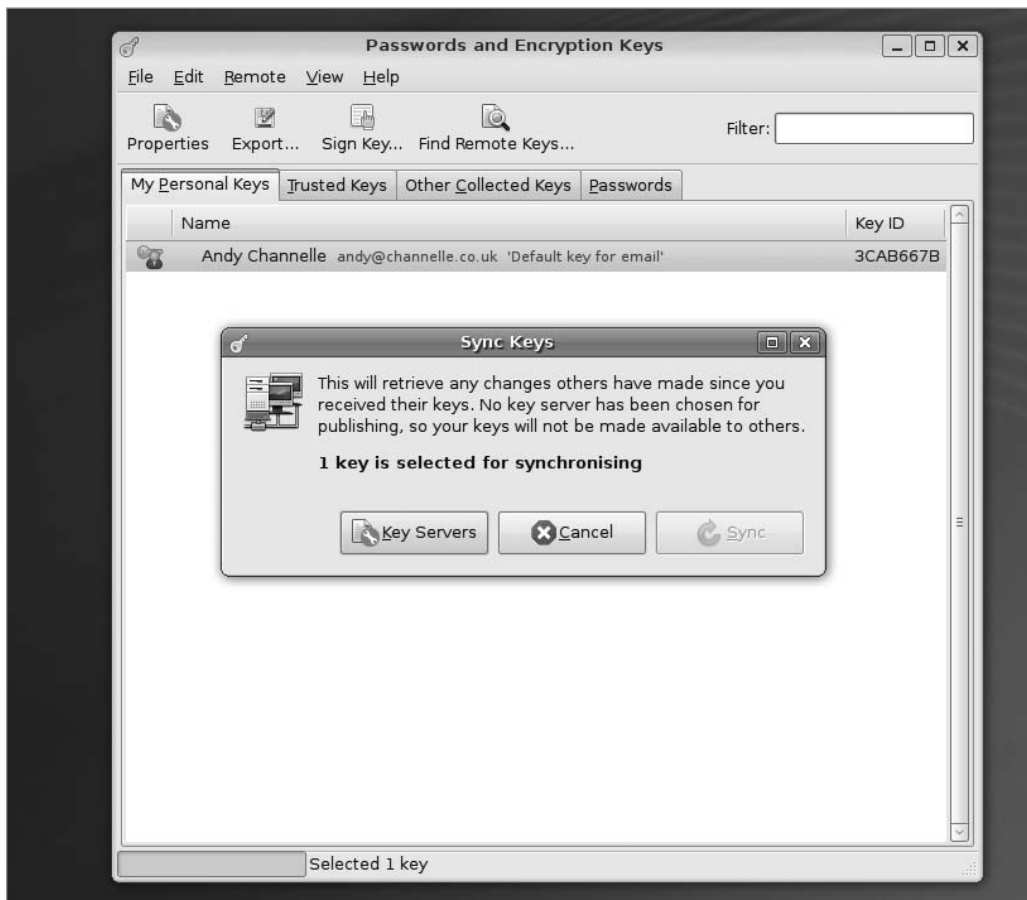 Passwords and Encryption Keys
File Edit Remote View Help
Properties Export... Sign Key... Find Remote Keys... Filter:
My Personal Keys Trusted Keys Other Collected Keys Passwords
Name Key ID
Andy Channelle andy@channelle.co.uk 'Default key for email' 3CAB667B
Sync Keys
This will retrieve any changes others have made since you
received their keys. No key server has been chosen for
publishing, so your keys will not be made available to others.
1 key is selected for synchronising
Key Servers Cancel Sync
Selected 1 key